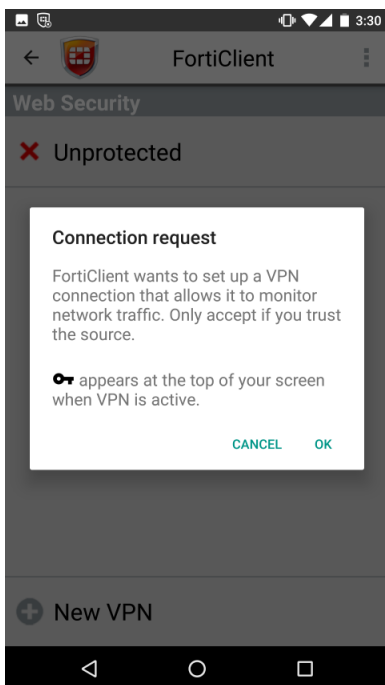 3:30
FortiClient
Web Security
Unprotected
Connection request
FortiClient wants to set up a VPN
connection that allows it to monitor
network traffic. Only accept if you trust
the source.
appears at the top of your screen
when VPN is active.
CANCEL OK
New VPN